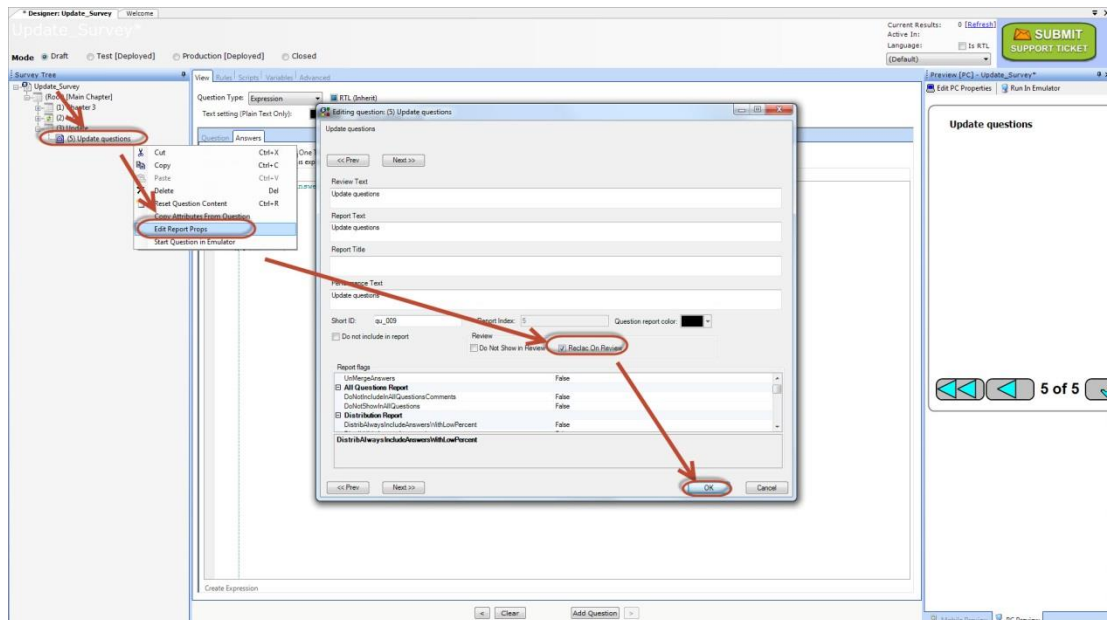 * Designer: Update_Survey Welcome
Update_Survey*
Current Results: 0 [Refresh]
Active In:
Language: Is RTL
(Default)
SUBMIT
SUPPORT TICKET
Mode Draft Test [Deployed] Production [Deployed] Closed
Survey Tree
Update_Survey
[Main Chapter]
(1) Chapter 3
(2)
(3) Update
(5) Update questions
Cut Ctrl+X
Copy Ctrl+C
Paste Ctrl+V
Delete Del
Reset Question Content Ctrl+R
Copy Attributes From Question
Edit Report Props
Start Question in Emulator
View Rules Scripts Variables Advanced
Question Type: Expression RTL (Inherit)
Text setting (Plain Text Only):
Question Answers
Editing question: (5) Update questions
Update questions
<< Prev Next >>
Review Text
Update questions
Report Text
Update questions
Report Title
Performance Text
Update questions
Short ID: qu_009 Report Index: 5 Question report color:
Do not include in report
Review
Do Not Show in Review Reclac On Review
Report flags
UnMergeAnswers False
All Questions Report
DoNotIncludeInAllQuestionsComments False
DoNotShowInAllQuestions False
Distribution Report
DistribAlwaysIncludeAnswersWithLowPercent False
DistribAlwaysIncludeAnswersWithLowPercent
<< Prev Next >> OK Cancel
Create Expression
< Clear Add Question >
Preview [PC] - Update_Survey*
Edit PC Properties Run In Emulator
Update questions
5 of 5
Mobile Preview PC Preview